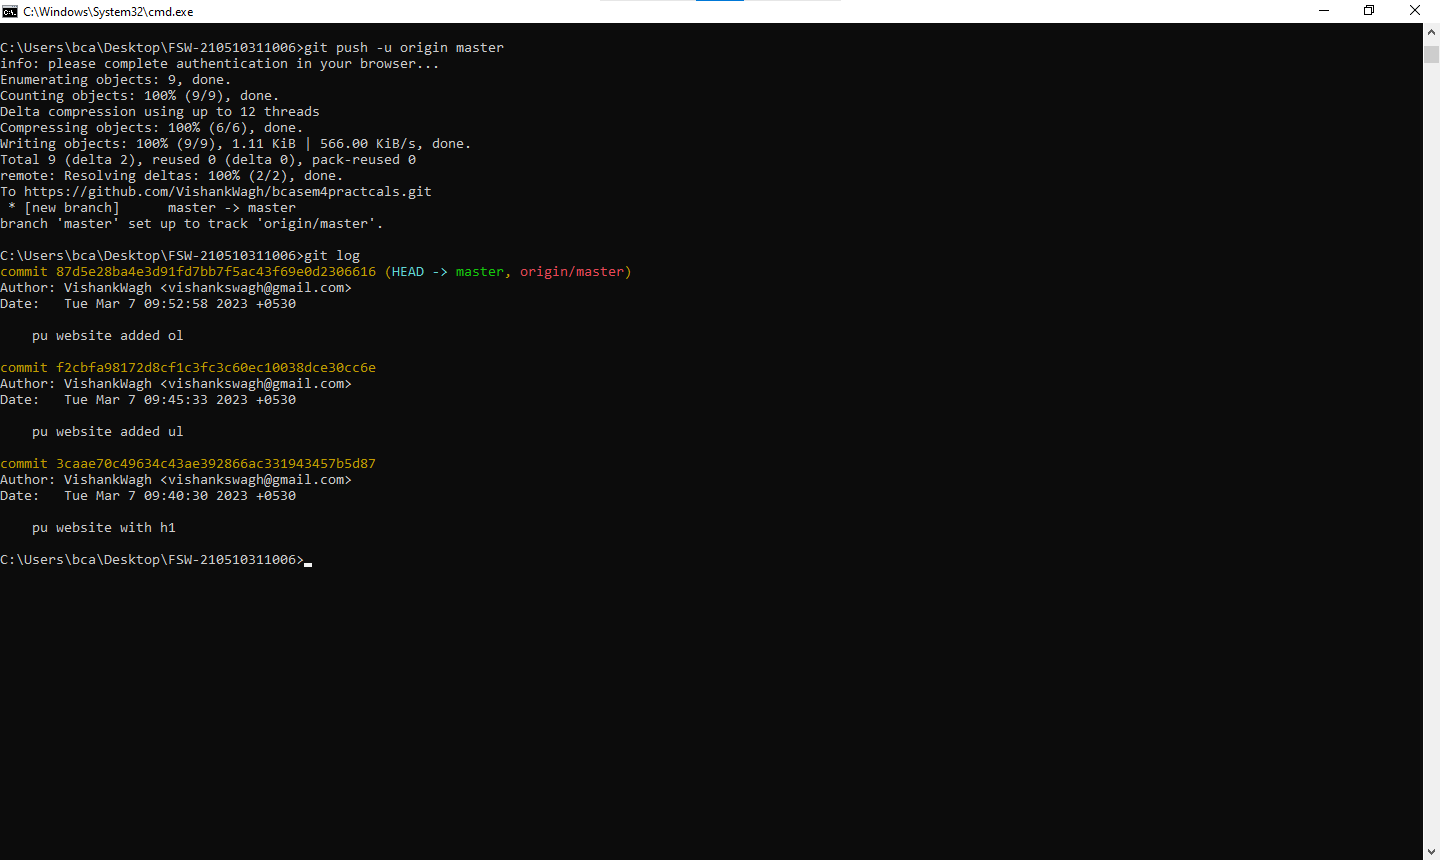 C:\Windows\System32\cmd.exe
C:\Users\bca\Desktop\FSW-210510311006>git push -u origin master
info: please complete authentication in your browser...
Enumerating objects: 9, done.
Counting objects: 100% (9/9), done.
Delta compression using up to 12 threads
Compressing objects: 100% (6/6), done.
Writing objects: 100% (9/9), 1.11 KiB | 566.00 KiB/s, done.
Total 9 (delta 2), reused 0 (delta 0), pack-reused 0
remote: Resolving deltas: 100% (2/2), done.
To https://github.com/VishankWagh/bcasem4practcals.git
 * [new branch]      master -> master
branch 'master' set up to track 'origin/master'.
C:\Users\bca\Desktop\FSW-210510311006>git log
commit 87d5e28ba4e3d91fd7bb7f5ac43f69e0d2306616 (HEAD -> master, origin/master)
Author: VishankWagh <vishankswagh@gmail.com>
Date:   Tue Mar 7 09:52:58 2023 +0530
    pu website added ol
commit f2cbfa98172d8cf1c3fc3c60ec10038dce30cc6e
Author: VishankWagh <vishankswagh@gmail.com>
Date:   Tue Mar 7 09:45:33 2023 +0530
    pu website added ul
commit 3caae70c49634c43ae392866ac331943457b5d87
Author: VishankWagh <vishankswagh@gmail.com>
Date:   Tue Mar 7 09:40:30 2023 +0530
    pu website with h1
C:\Users\bca\Desktop\FSW-210510311006>